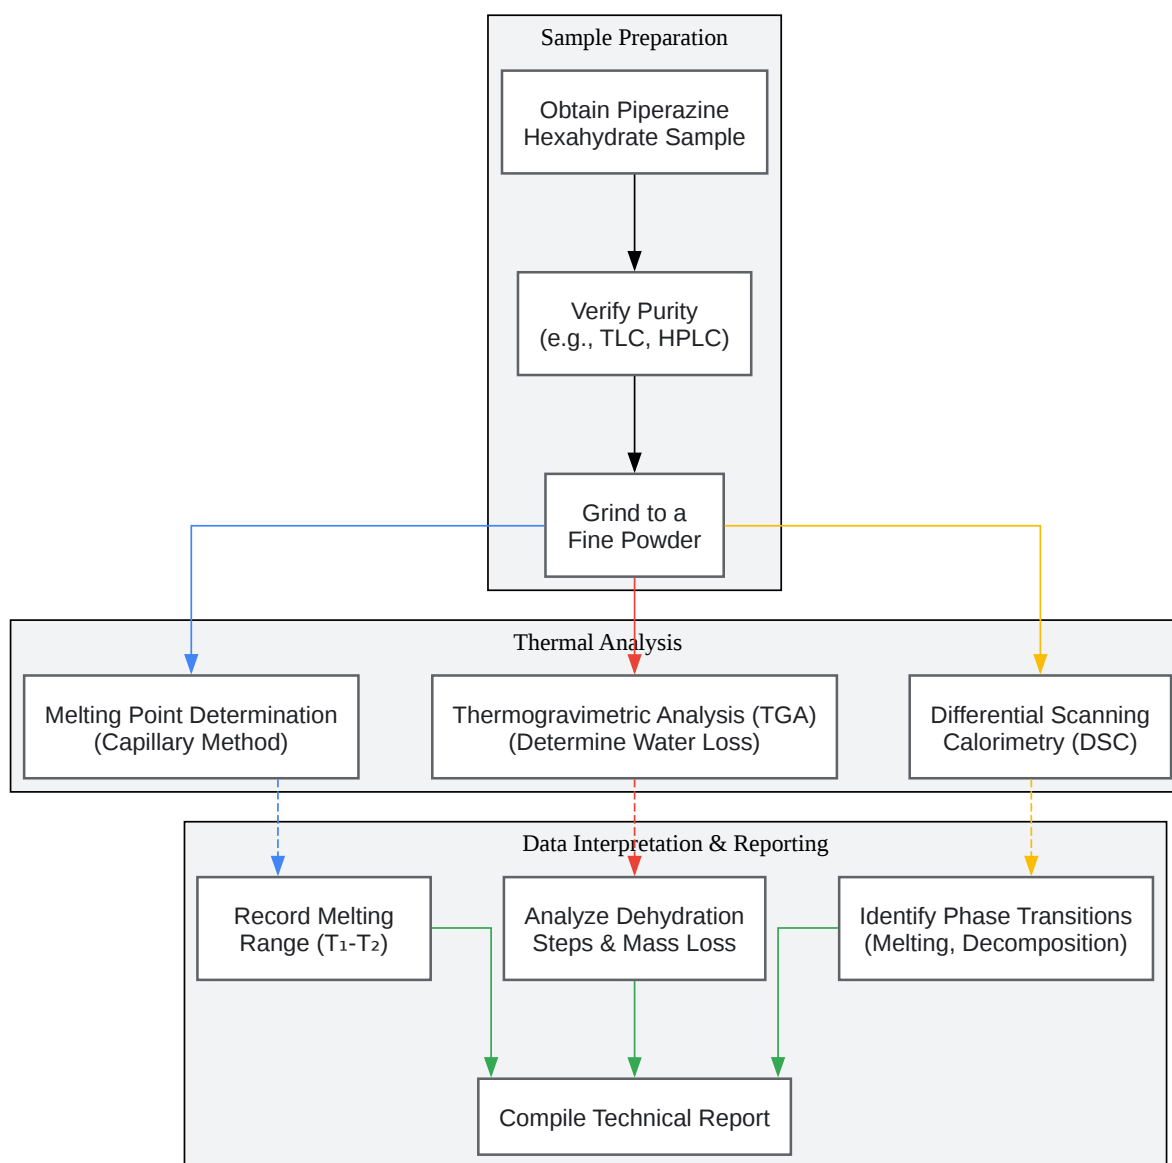 Sample Preparation
Obtain Piperazine
Hexahydrate Sample
Verify Purity
(e.g., TLC, HPLC)
Grind to a
Fine Powder
Thermal Analysis
Melting Point Determination
(Capillary Method)
Thermogravimetric Analysis (TGA)
(Determine Water Loss)
Differential Scanning
Calorimetry (DSC)
Data Interpretation & Reporting
Record Melting
Range (T₁-T₂)
Analyze Dehydration
Steps & Mass Loss
Identify Phase Transitions
(Melting, Decomposition)
Compile Technical Report